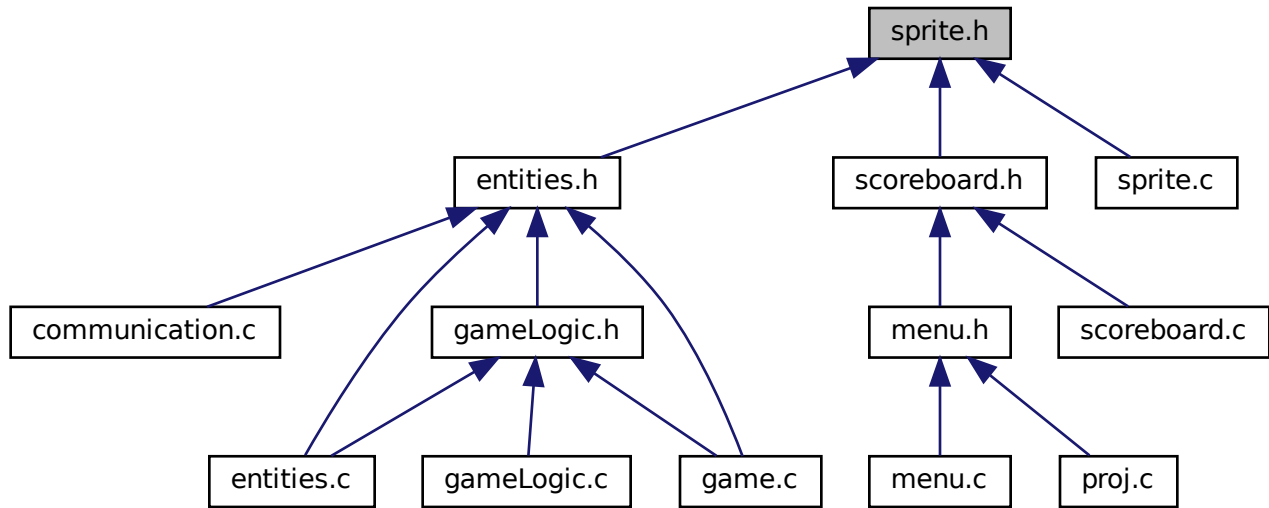 sprite.h
entities.h
scoreboard.h
sprite.c
communication.c
gameLogic.h
menu.h
scoreboard.c
entities.c
gameLogic.c
game.c
menu.c
proj.c